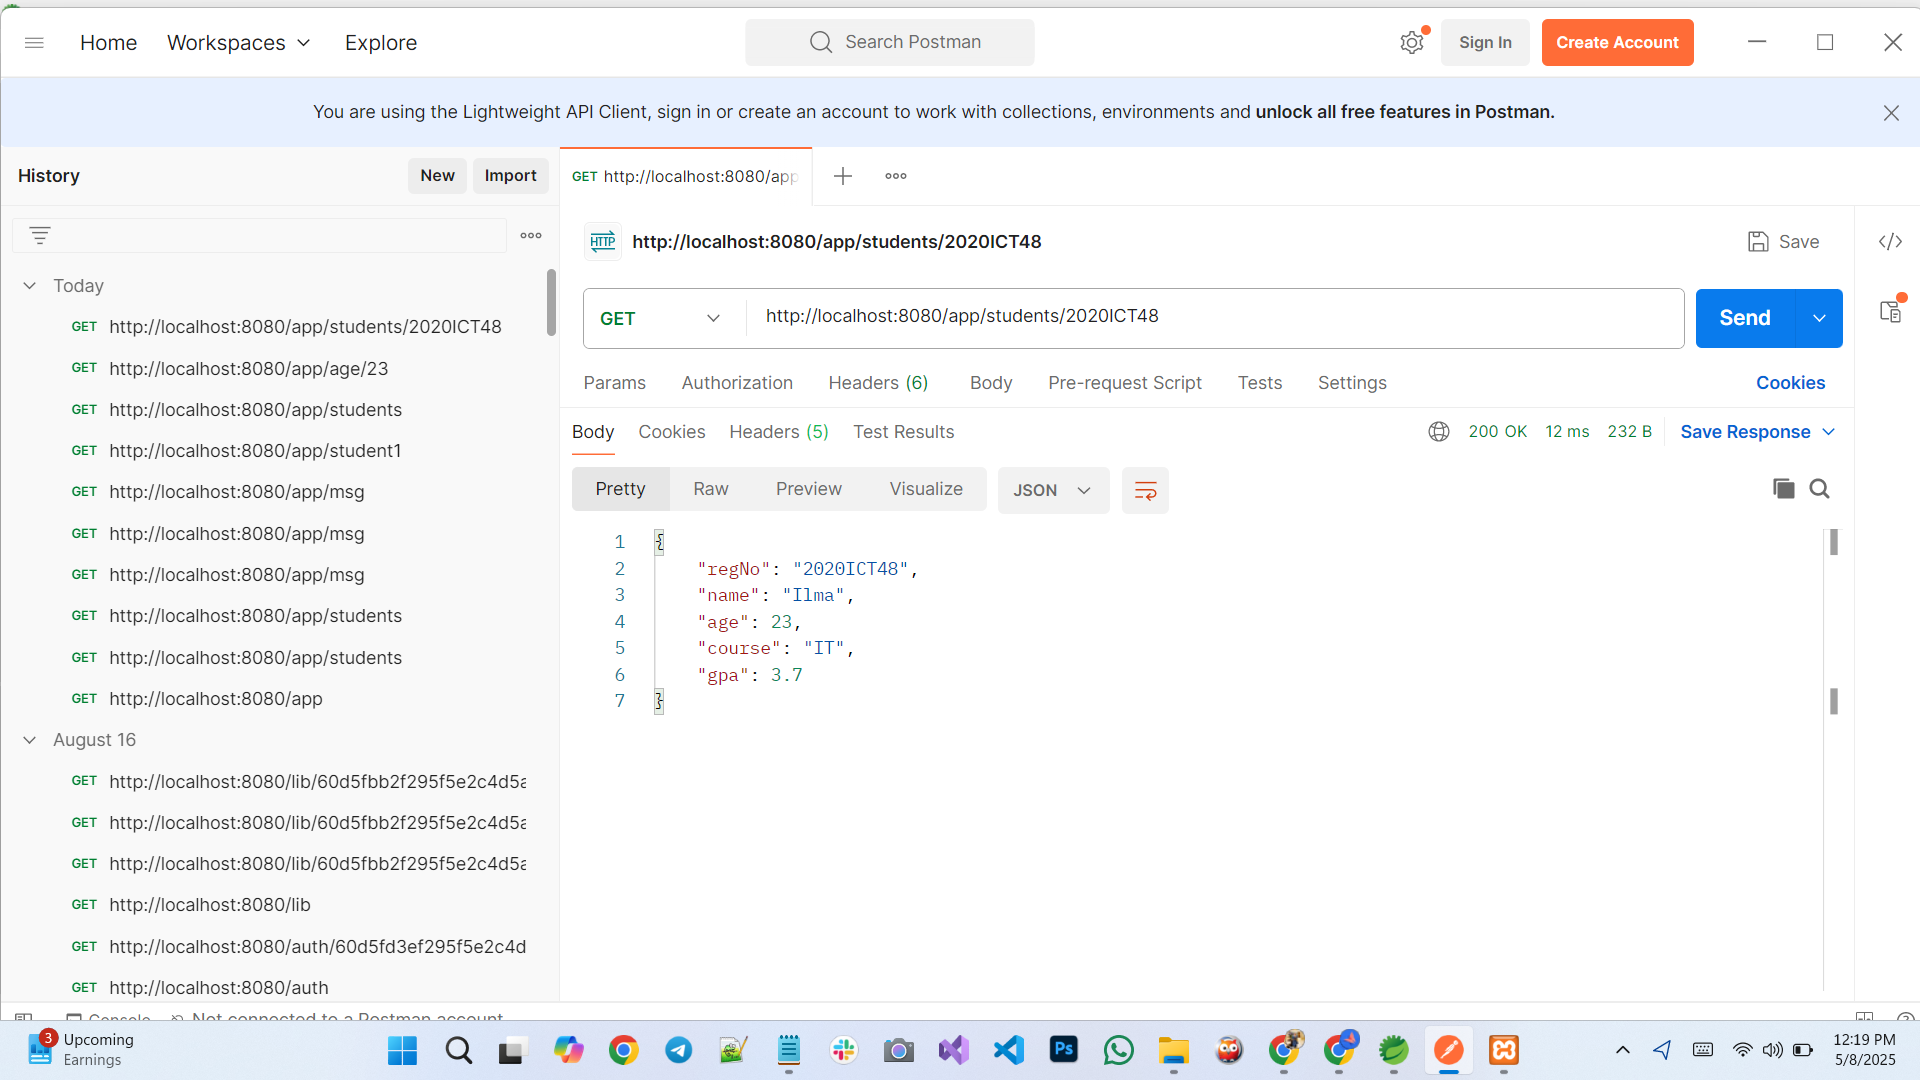 Home
Workspaces
Explore
Search Postman
Sign In
Create Account
You are using the Lightweight API Client, sign in or create an account to work with collections, environments and unlock all free features in Postman.
History
New
Import
GET http://localhost:8080/app
HTTP
http://localhost:8080/app/students/2020ICT48
Save
GET
http://localhost:8080/app/students/2020ICT48
Send
Params
Authorization
Headers (6)
Body
Pre-request Script
Tests
Settings
Cookies
Body
Cookies
Headers (5)
Test Results
200 OK
12 ms
232 B
Save Response
Pretty
Raw
Preview
Visualize
JSON
1 {
2 "regNo": "2020ICT48",
3 "name": "Ilma",
4 "age": 23,
5 "course": "IT",
6 "gpa": 3.7
7 }
Today
GET http://localhost:8080/app/students/2020ICT48
GET http://localhost:8080/app/age/23
GET http://localhost:8080/app/students
GET http://localhost:8080/app/student1
GET http://localhost:8080/app/msg
GET http://localhost:8080/app/msg
GET http://localhost:8080/app/msg
GET http://localhost:8080/app/students
GET http://localhost:8080/app/students
GET http://localhost:8080/app
August 16
GET http://localhost:8080/lib/60d5fbb2f295f5e2c4d5a
GET http://localhost:8080/lib/60d5fbb2f295f5e2c4d5a
GET http://localhost:8080/lib/60d5fbb2f295f5e2c4d5a
GET http://localhost:8080/lib
GET http://localhost:8080/auth/60d5fd3ef295f5e2c4d
GET http://localhost:8080/auth
Console
Not connected to a Postman account
3
Upcoming
Earnings
Ps
12:19 PM
5/8/2025